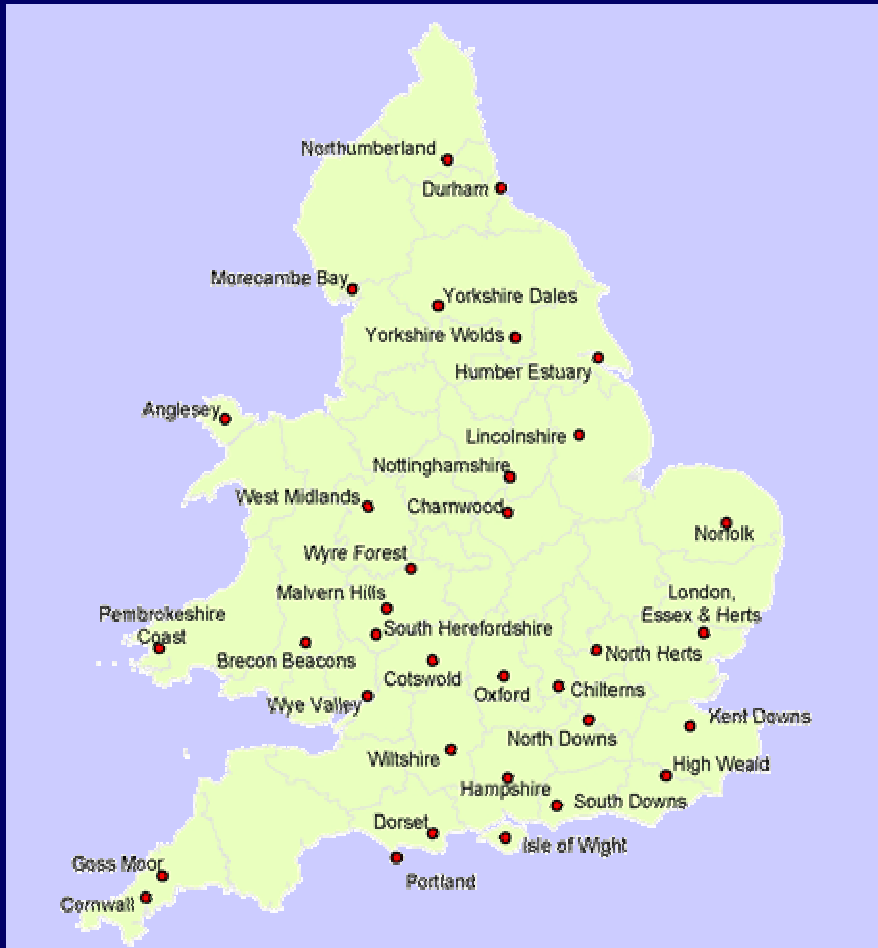 Northumberland
Durham
Morecambe Bay
Yorkshire Dales
Yorkshire Wolds
Humber Estuary
Anglesey
Lincolnshire
Nottinghamshire
West Midlands
Charnwood
Norfolk
Wyre Forest
Malvern Hills
London,
Essex & Herts
Pembrokeshire
Coast
South Herefordshire
Brecon Beacons
North Herts
Cotswold
Oxford
Chilterns
Wye Valley
Kent Downs
North Downs
Wiltshire
High Weald
Hampshire
South Downs
Dorset
Isle of Wight
Goss Moor
Portland
Cornwall